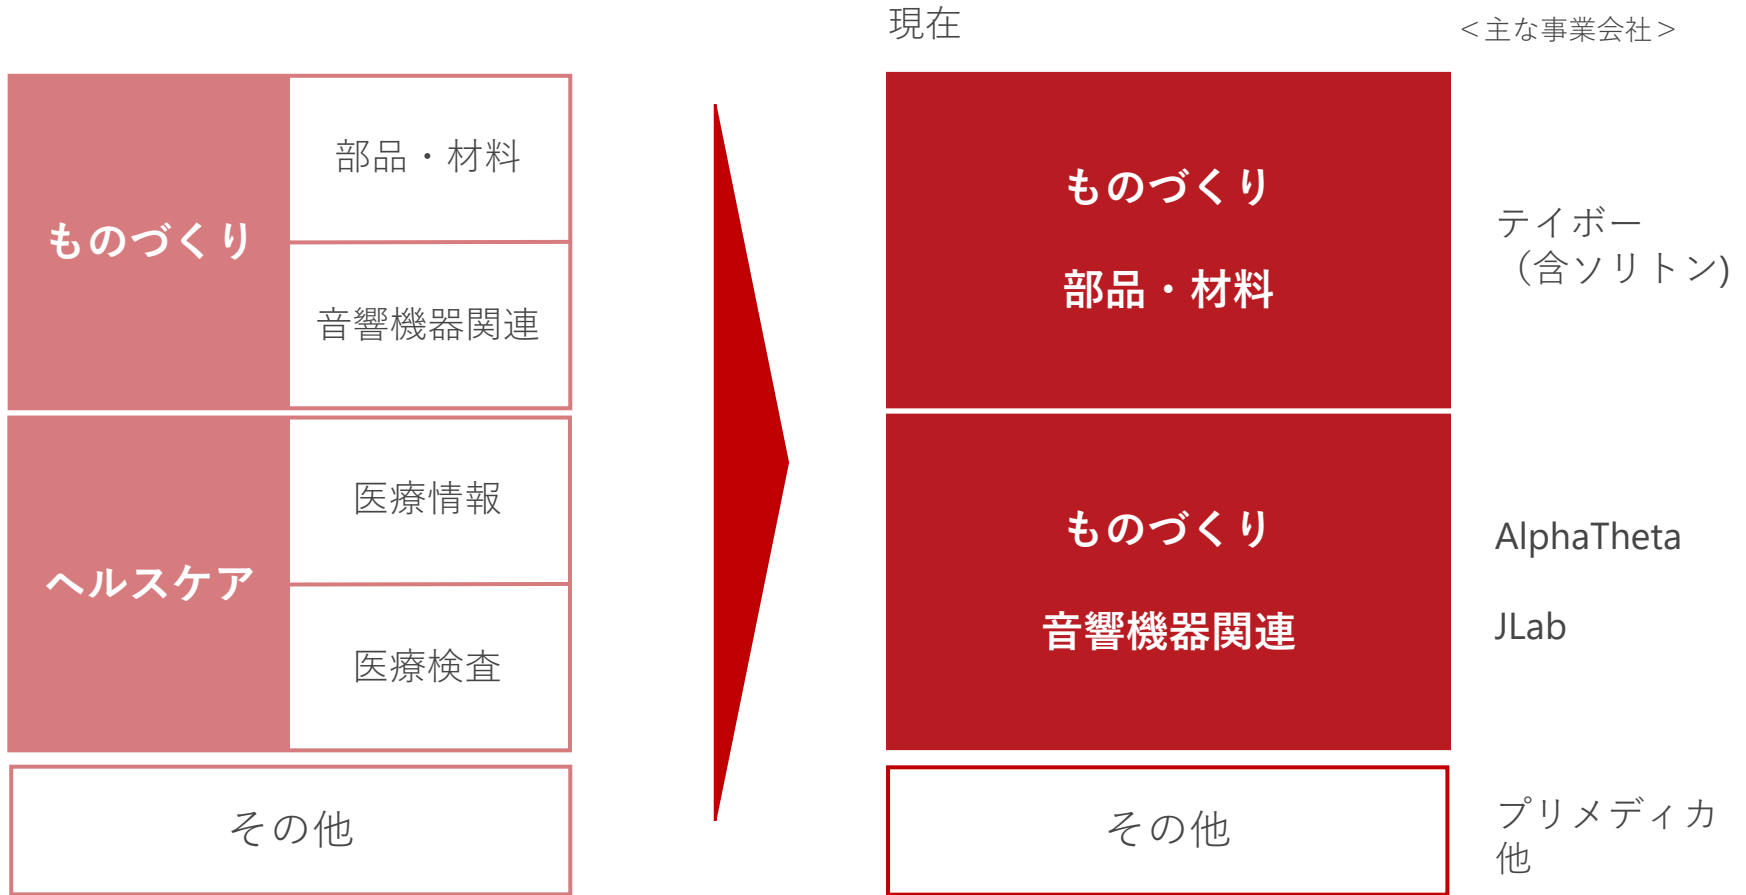 現在
＜主な事業会社＞
ものづくり
部品・材料
音響機器関連
ヘルスケア
医療情報
医療検査
その他
ものづくり
部品・材料
テイボー
（含ソリトン)
ものづくり
音響機器関連
AlphaTheta
JLab
その他
プリメディカ
他